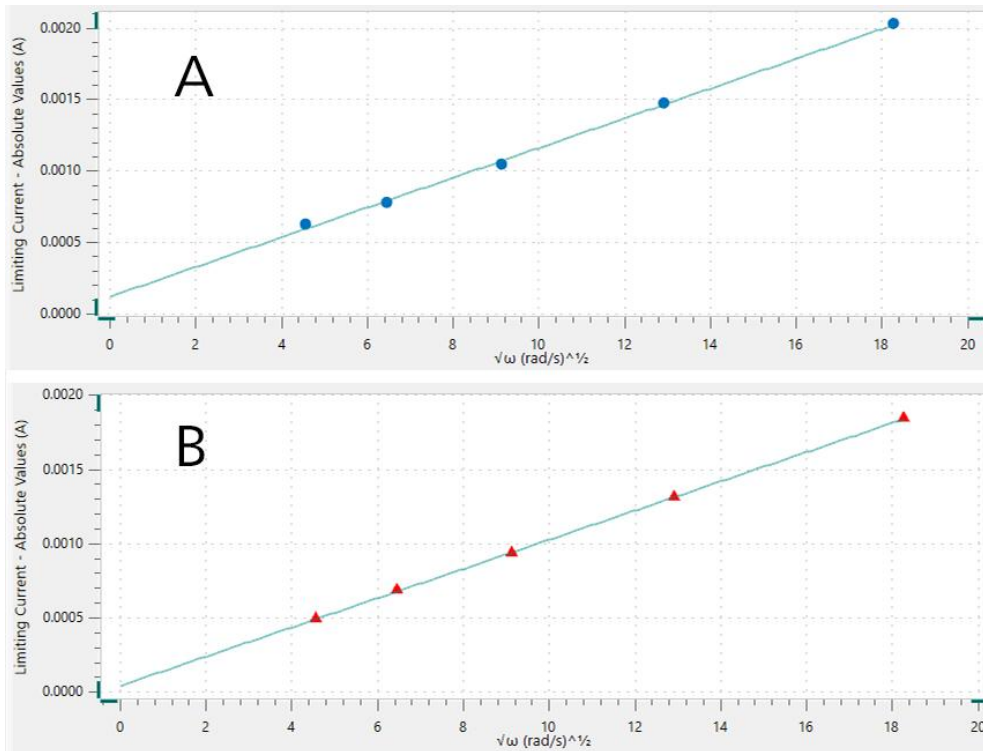 0.0020
A
0.0015
0.0010
0.0005
0.0000
Limiting Current - Absolute Values (A)
0 2 4 6 8 10 12 14 16 18 20
√ω (rad/s)^½
0.0020
B
0.0015
0.0010
0.0005
0.0000
Limiting Current - Absolute Values (A)
0 2 4 6 8 10 12 14 16 18 20
√ω (rad/s)^½